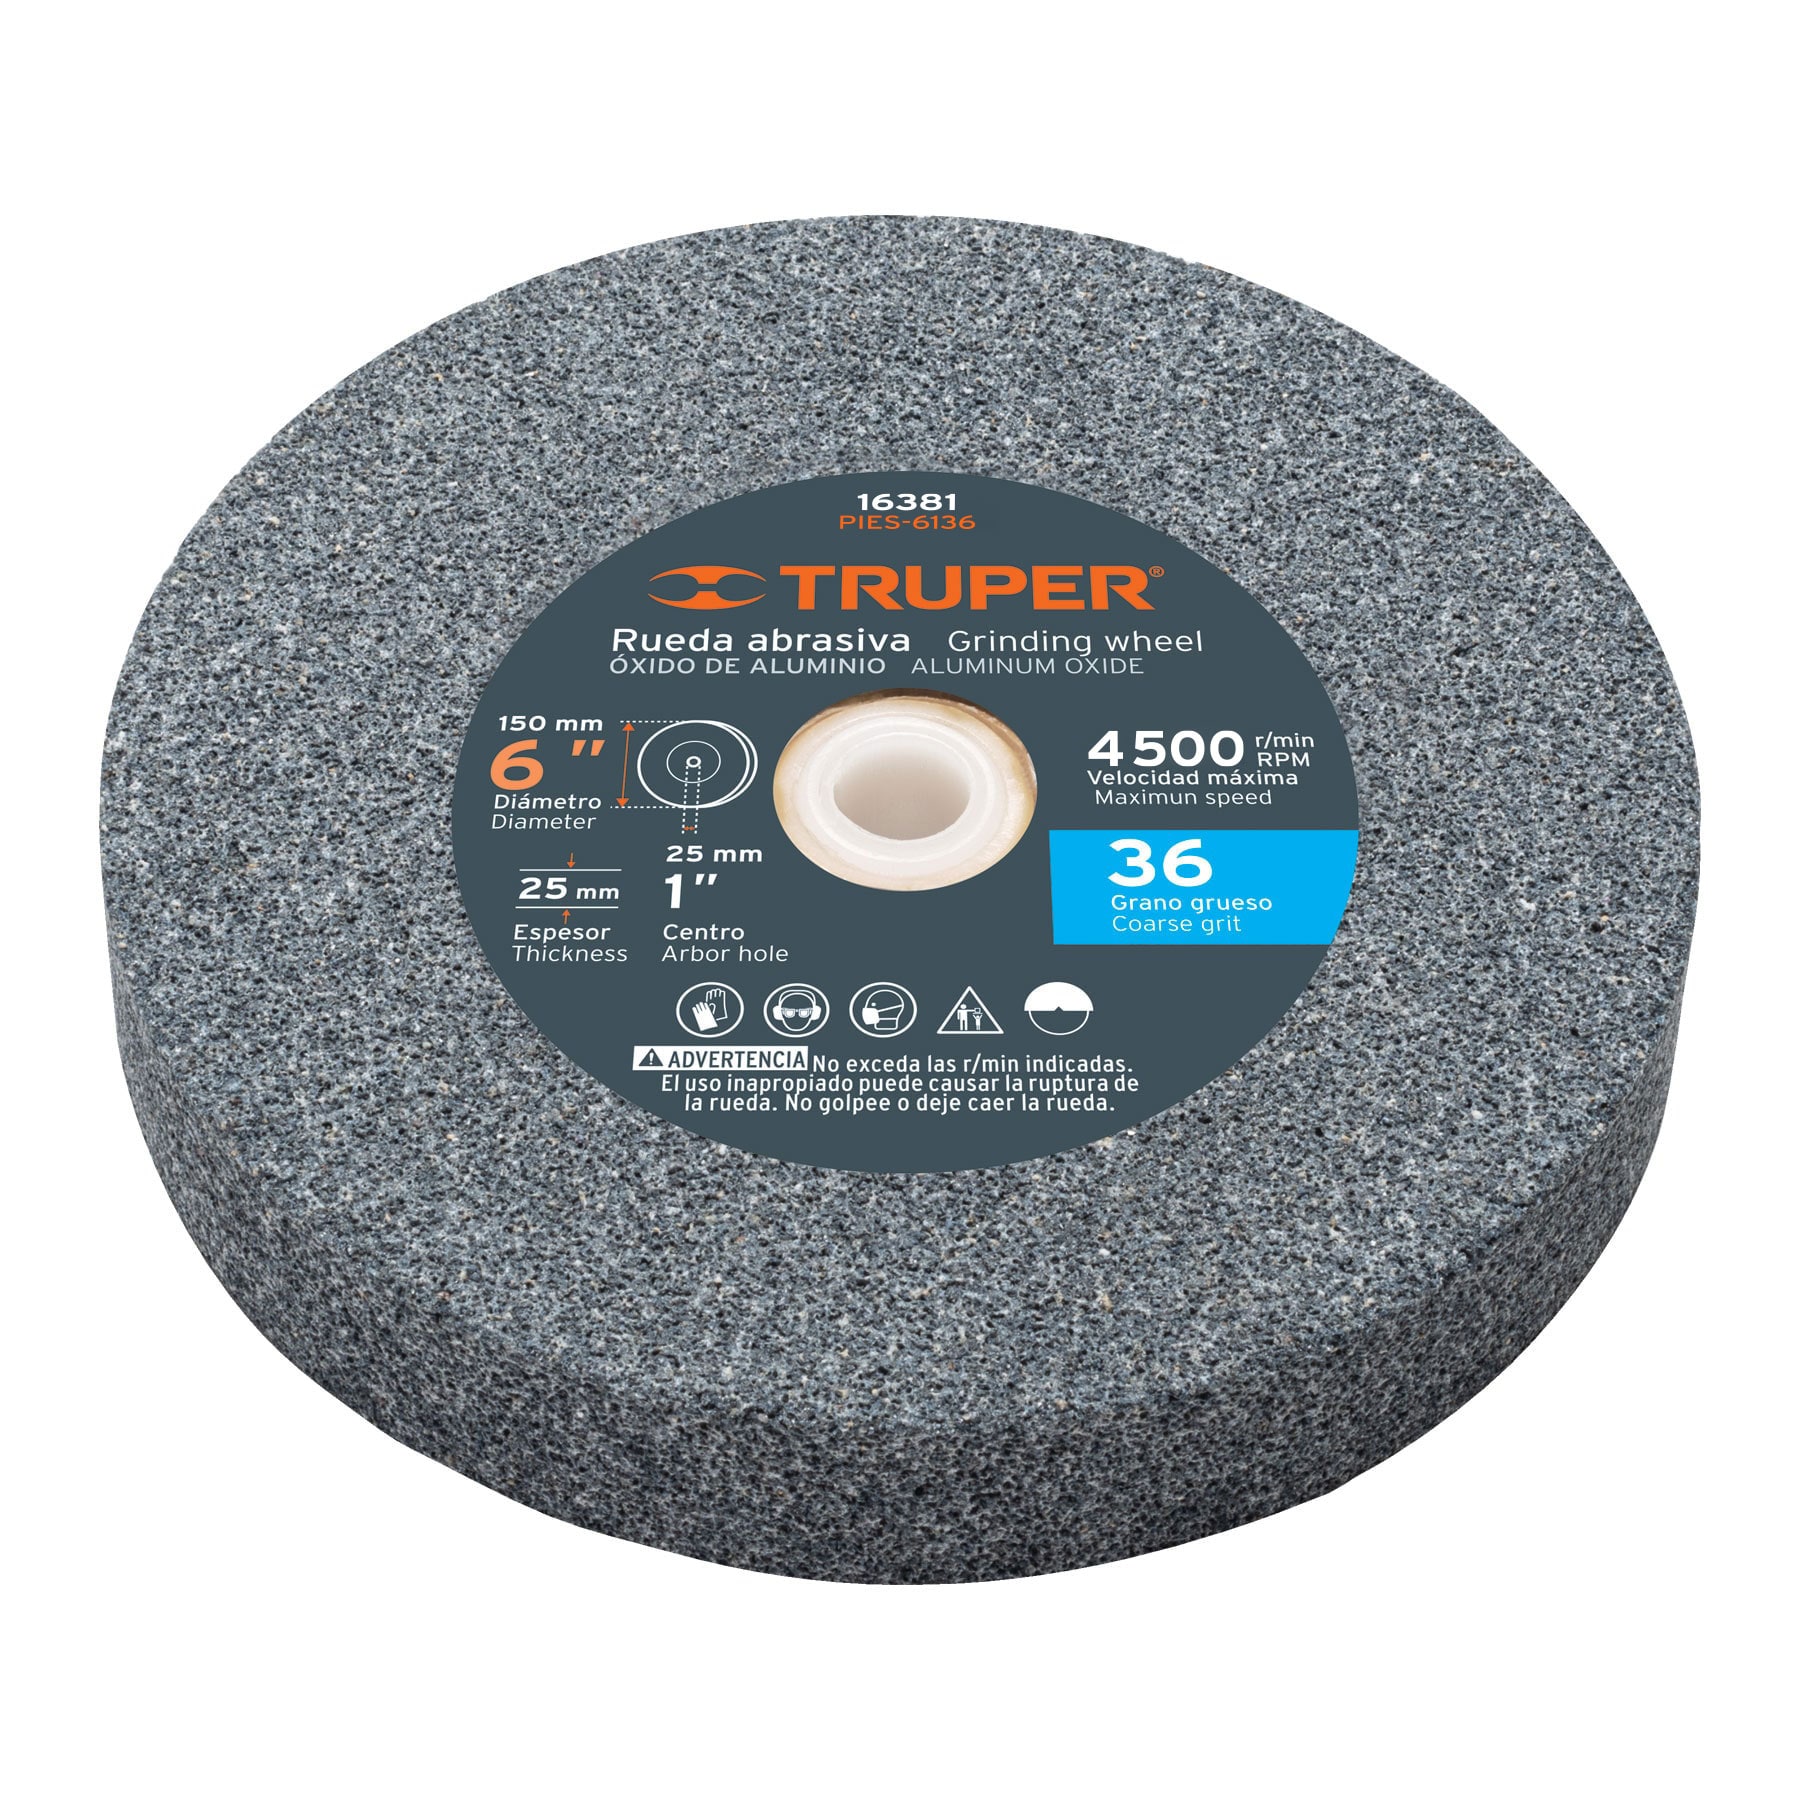 16381
PIES-6136
TRUPER®
Rueda abrasiva Grinding wheel
ÓXIDO DE ALUMINIO ALUMINUM OXIDE
150 mm
6"
Diámetro
Diameter
25 mm
Espesor
Thickness
25 mm
1"
Centro
Arbor hole
4500 r/min
RPM
Velocidad máxima
Maximun speed
36
Grano grueso
Coarse grit
ADVERTENCIA No exceda las r/min indicadas.
El uso inapropiado puede causar la ruptura de
la rueda. No golpee o deje caer la rueda.